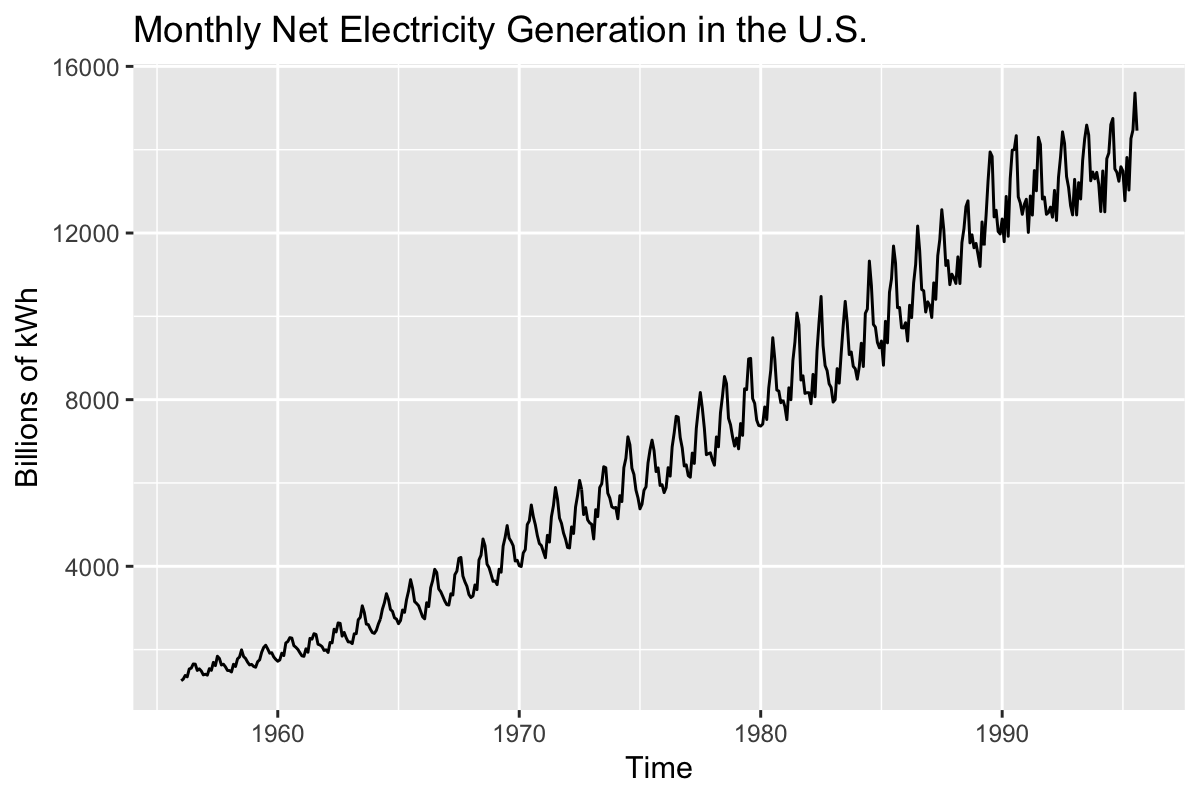 Monthly Net Electricity Generation in the U.S.
Billions of kWh
16000
12000
8000
4000
1960 1970 1980 1990
Time